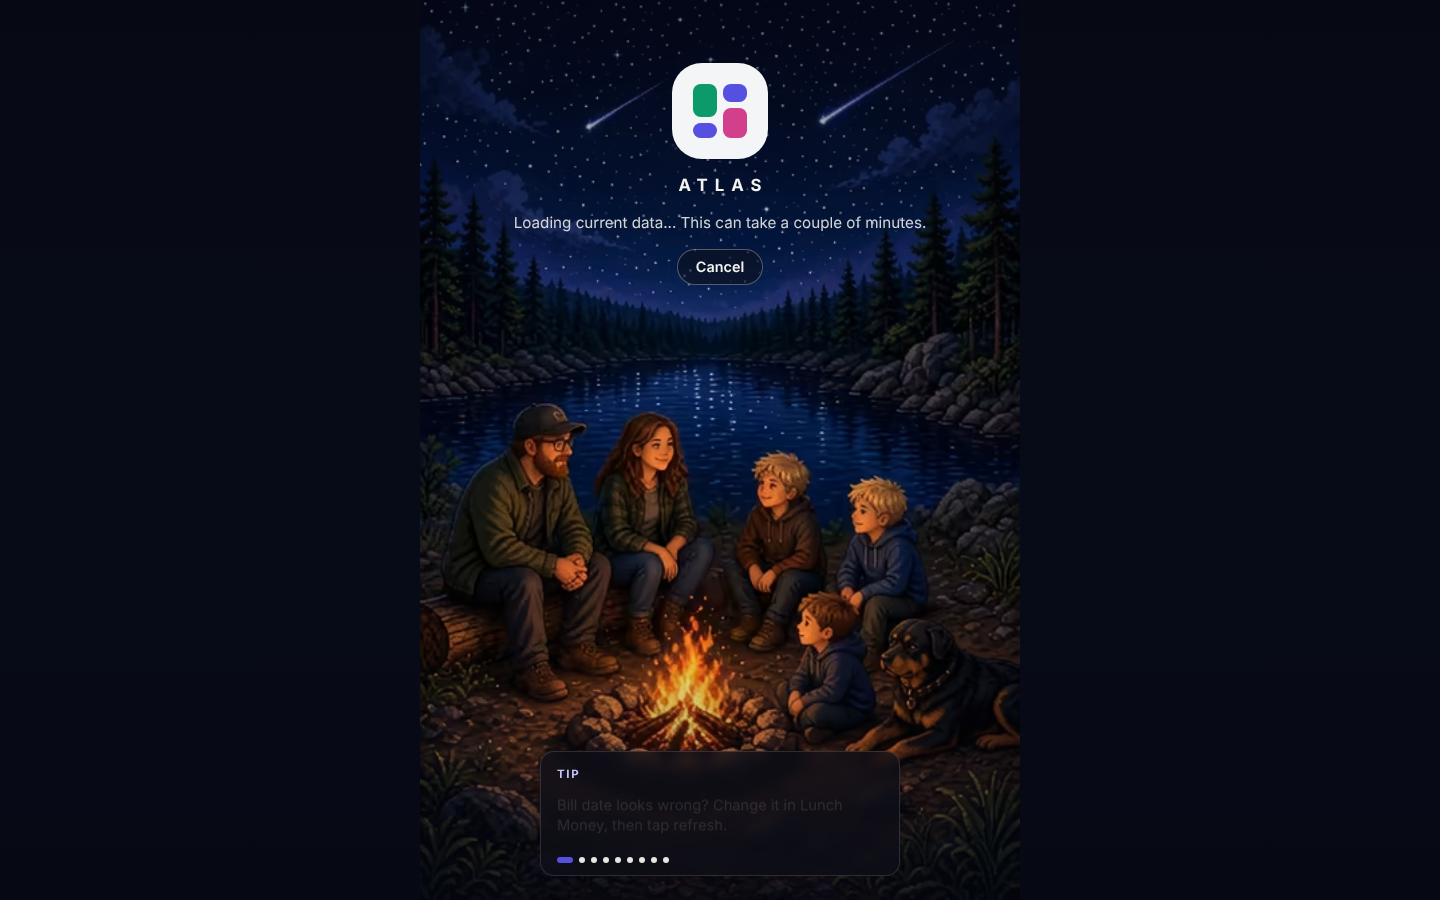 ATLAS
Loading current data... This can take a couple of minutes.
Cancel
TIP
Bill date looks wrong? Change it in Lunch
Money, then tap refresh.